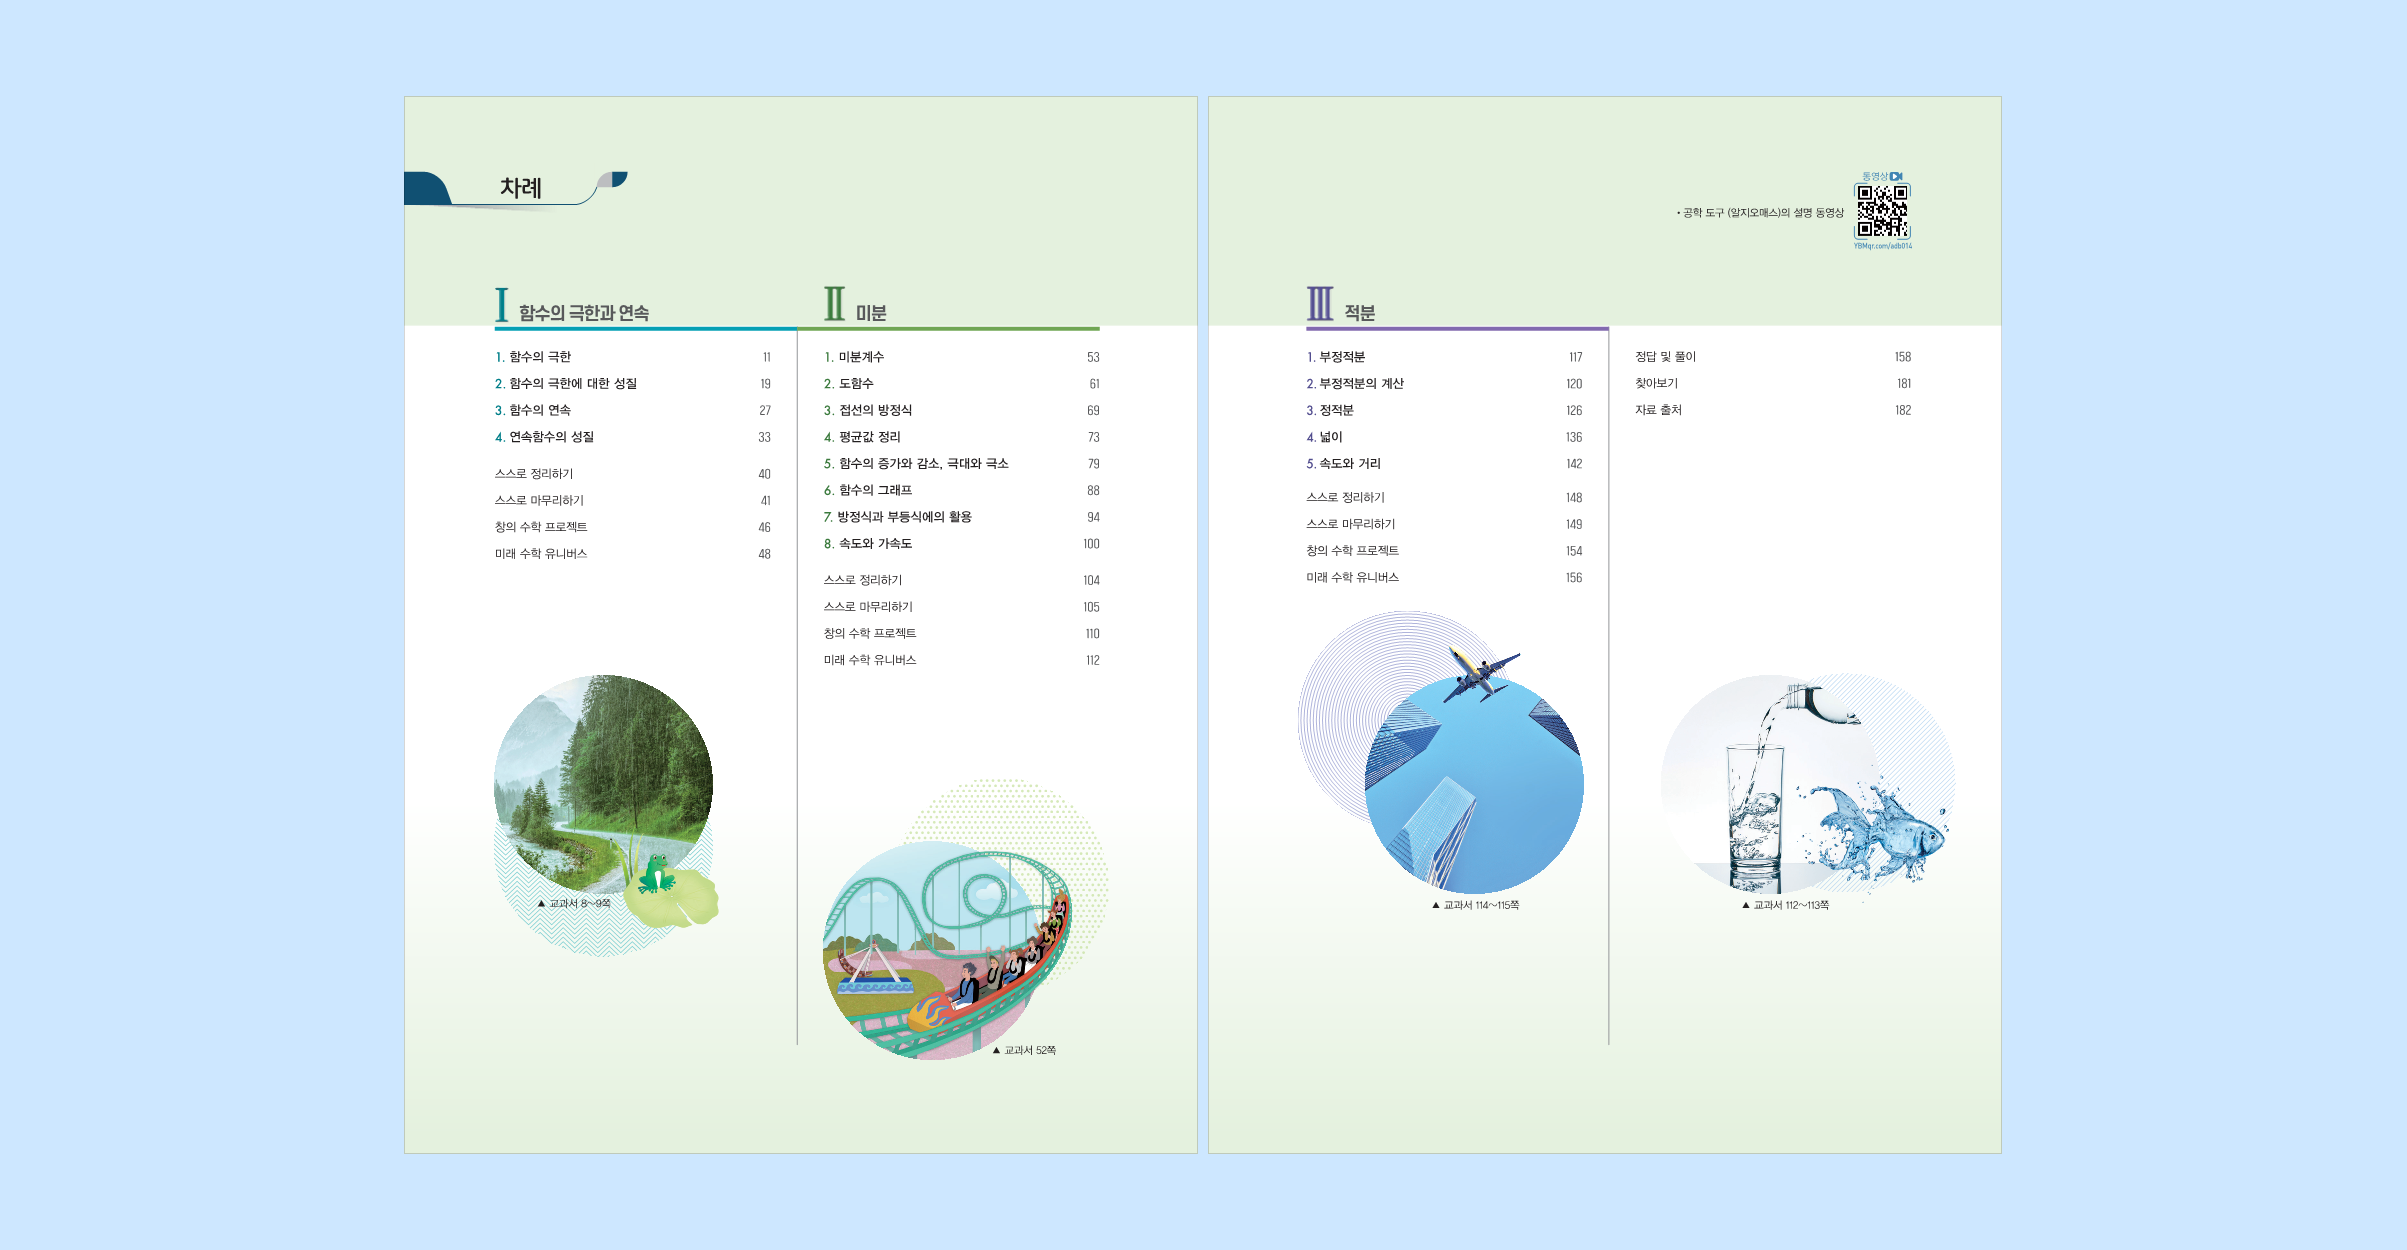 차례
I 함수의 극한과 연속
1. 함수의 극한 11
2. 함수의 극한에 대한 성질 19
3. 함수의 연속 27
4. 연속함수의 성질 33
스스로 정리하기 40
스스로 마무리하기 41
창의 수학 프로젝트 46
미래 수학 유니버스 48
▲ 교과서 8~9쪽
II 미분
1. 미분계수 53
2. 도함수 61
3. 접선의 방정식 69
4. 평균값 정리 73
5. 함수의 증가와 감소, 극대와 극소 79
6. 함수의 그래프 88
7. 방정식과 부등식에의 활용 94
8. 속도와 가속도 100
스스로 정리하기 104
스스로 마무리하기 105
창의 수학 프로젝트 110
미래 수학 유니버스 112
▲ 교과서 52쪽
동영상
• 공학 도구 (알지오매스)의 설명 동영상
YBMqr.com/adb014
III 적분
1. 부정적분 117
2. 부정적분의 계산 120
3. 정적분 126
4. 넓이 136
5. 속도와 거리 142
스스로 정리하기 148
스스로 마무리하기 149
창의 수학 프로젝트 154
미래 수학 유니버스 156
▲ 교과서 114~115쪽
정답 및 풀이 158
찾아보기 181
자료 출처 182
▲ 교과서 112~113쪽